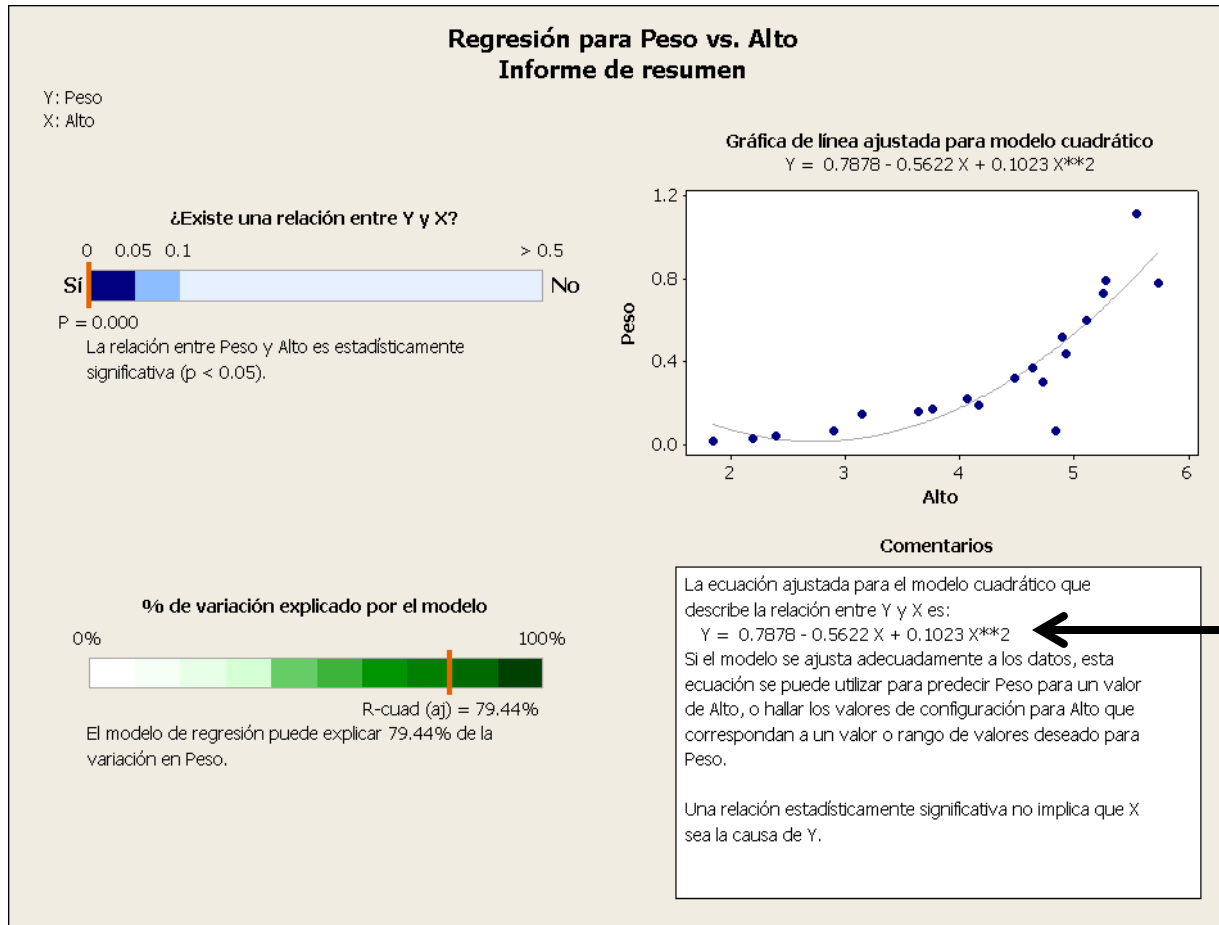 Regresión para Peso vs. Alto
Informe de resumen
Y: Peso
X: Alto
¿Existe una relación entre Y y X?
0 0.05 0.1 > 0.5
Sí No
P = 0.000
La relación entre Peso y Alto es estadísticamente
significativa (p < 0.05).
% de variación explicado por el modelo
0% 100%
R-cuad (aj) = 79.44%
El modelo de regresión puede explicar 79.44% de la
variación en Peso.
Gráfica de línea ajustada para modelo cuadrático
Y = 0.7878 - 0.5622 X + 0.1023 X**2
1.2
0.8
0.4
0.0
Peso
2 3 4 5 6
Alto
Comentarios
La ecuación ajustada para el modelo cuadrático que
describe la relación entre Y y X es:
Y = 0.7878 - 0.5622 X + 0.1023 X**2
Si el modelo se ajusta adecuadamente a los datos, esta
ecuación se puede utilizar para predecir Peso para un valor
de Alto, o hallar los valores de configuración para Alto que
correspondan a un valor o rango de valores deseado para
Peso.
Una relación estadísticamente significativa no implica que X
sea la causa de Y.